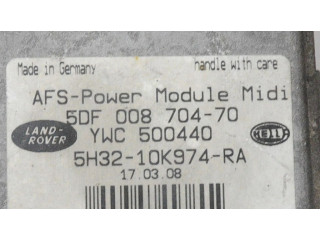 Made in Germany
handle with care
AFS-Power Module Midi
5DF 008 704-70
LAND-
ROVER
YWC 500440
HELLA
5H32-10K974-RA
17.03.08